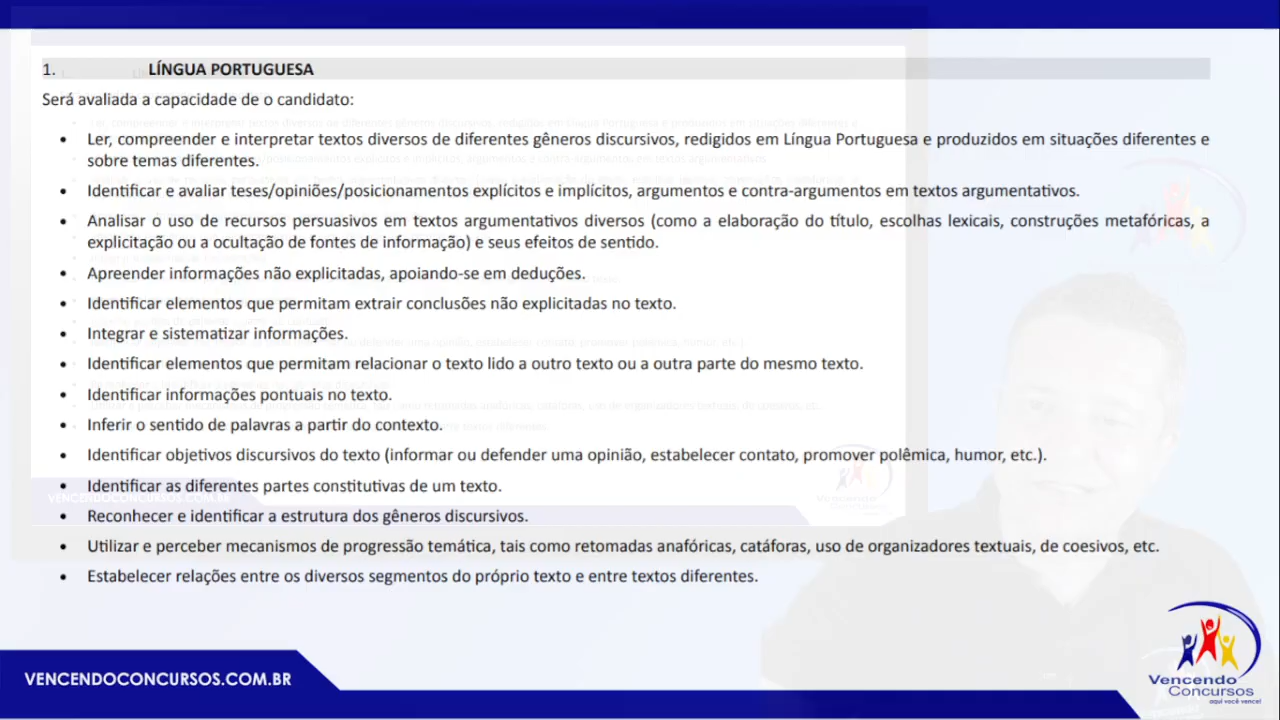 1. LÍNGUA PORTUGUESA
Será avaliada a capacidade de o candidato:
• Ler, compreender e interpretar textos diversos de diferentes gêneros discursivos, redigidos em Língua Portuguesa e produzidos em situações diferentes e
sobre temas diferentes.
• Identificar e avaliar teses/opiniões/posicionamentos explícitos e implícitos, argumentos e contra-argumentos em textos argumentativos.
• Analisar o uso de recursos persuasivos em textos argumentativos diversos (como a elaboração do título, escolhas lexicais, construções metafóricas, a
explicitação ou a ocultação de fontes de informação) e seus efeitos de sentido.
• Apreender informações não explicitadas, apoiando-se em deduções.
• Identificar elementos que permitam extrair conclusões não explicitadas no texto.
• Integrar e sistematizar informações.
• Identificar elementos que permitam relacionar o texto lido a outro texto ou a outra parte do mesmo texto.
• Identificar informações pontuais no texto.
• Inferir o sentido de palavras a partir do contexto.
• Identificar objetivos discursivos do texto (informar ou defender uma opinião, estabelecer contato, promover polêmica, humor, etc.).
• Identificar as diferentes partes constitutivas de um texto.
• Reconhecer e identificar a estrutura dos gêneros discursivos.
• Utilizar e perceber mecanismos de progressão temática, tais como retomadas anafóricas, catáforas, uso de organizadores textuais, de coesivos, etc.
• Estabelecer relações entre os diversos segmentos do próprio texto e entre textos diferentes.
VENCENDOCONCURSOS.COM.BR
Vencendo
Concursos
aqui você vence!